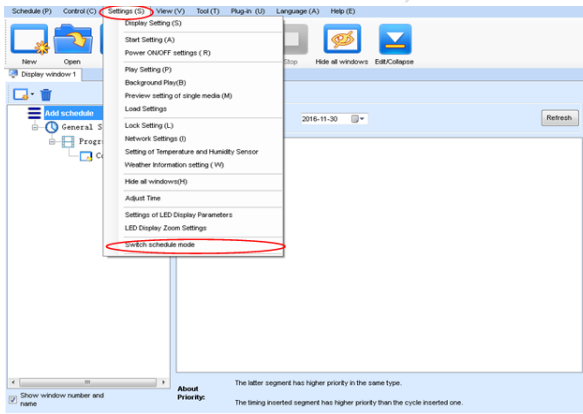 Schedule (P) Control (C) Settings (S) View (V) Tool (T) Plug-in (U) Language (A) Help (E)
New Open Stop Hide all windows Edit/Collapse
Display window 1
Display Setting (S)
Start Setting (A)
Power ON/OFF settings ( R)
Play Setting (P)
Background Play(B)
Preview setting of single media (M)
Load Settings
Lock Setting (L)
Network Settings (I)
Setting of Temperature and Humidity Sensor
Weather Information setting ( W)
Hide all windows(H)
Adjust Time
Settings of LED Display Parameters
LED Display Zoom Settings
Switch schedule mode
Add schedule
General S
Progr
Co
2016-11-30
Refresh
Show window number and
name
About
Priority:
The latter segment has higher priority in the same type.
The timing inserted segment has higher priority than the cycle inserted one.